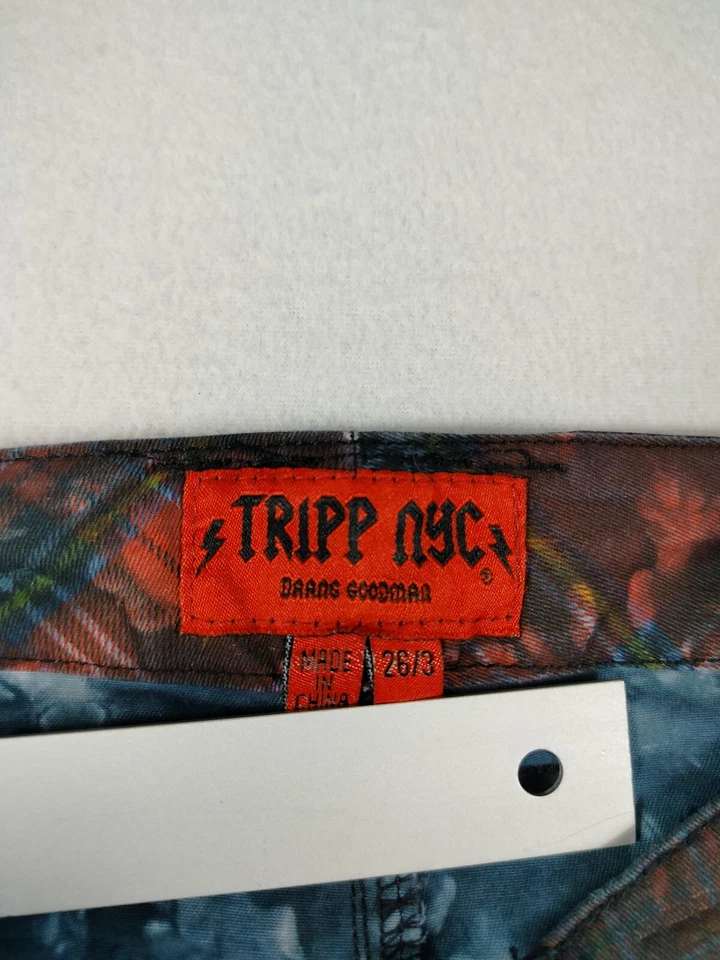 TRIPP NYC
DAANG GOODMAN
®
MADE
IN
CHINA
26/3